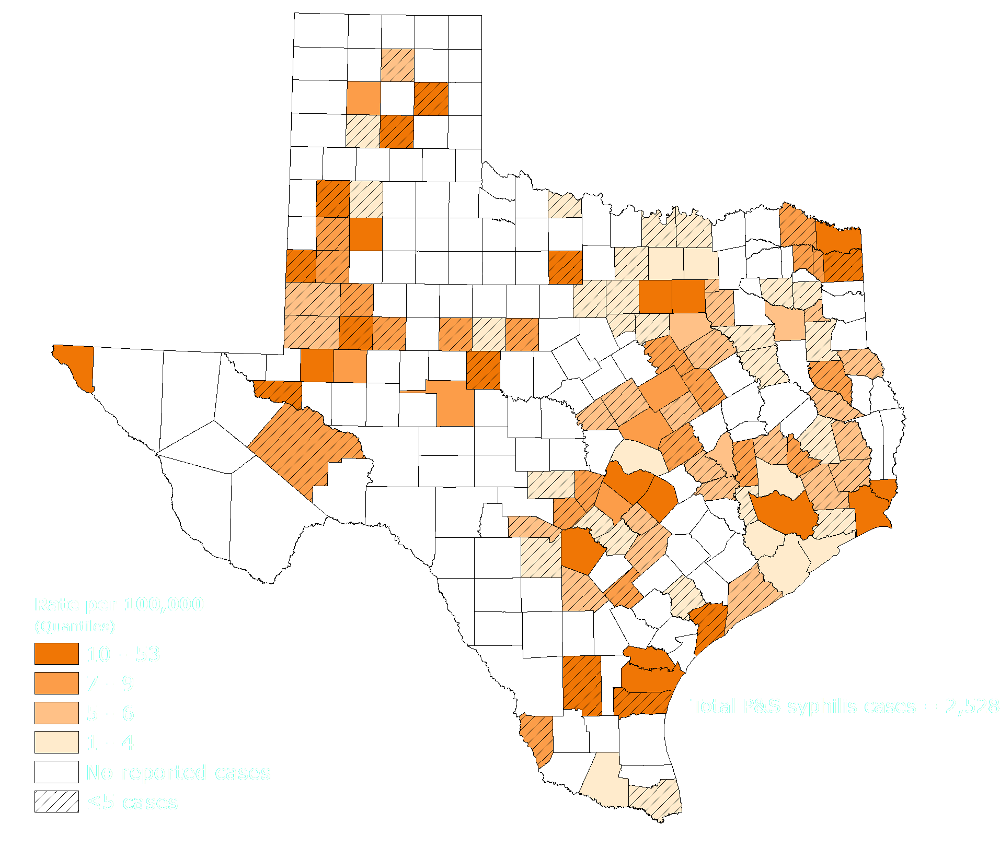 Rate per 100,000
(Quantiles)
10 - 53
7 - 9
5 - 6
1 - 4
No reported cases
<5 cases
Total P&S syphilis cases = 2,528